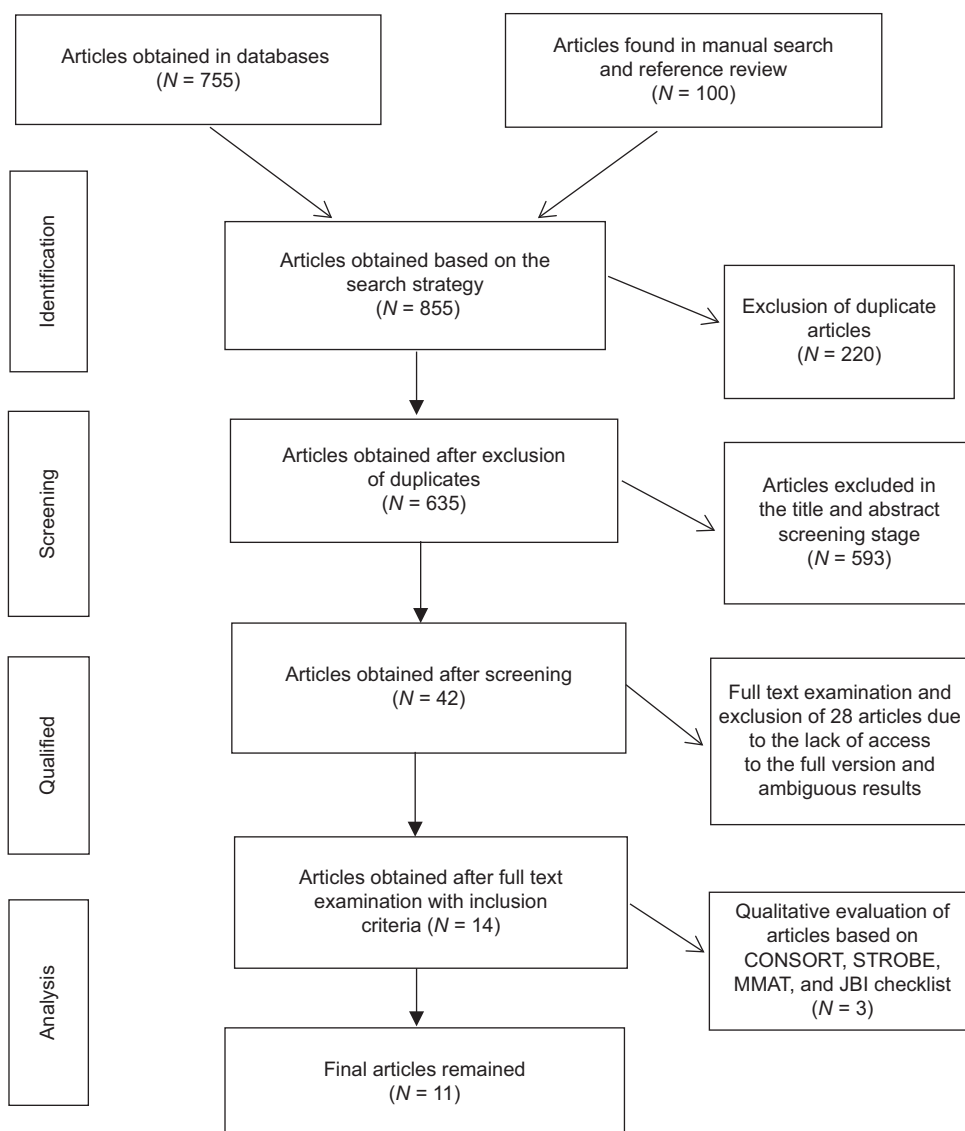 Articles obtained in databases
(N = 755)
Articles found in manual search
and reference review
(N = 100)
Identification
Articles obtained based on the
search strategy
(N = 855)
Exclusion of duplicate
articles
(N = 220)
Screening
Articles obtained after exclusion
of duplicates
(N = 635)
Articles excluded in
the title and abstract
screening stage
(N = 593)
Qualified
Articles obtained after screening
(N = 42)
Full text examination and
exclusion of 28 articles due
to the lack of access
to the full version and
ambiguous results
Analysis
Articles obtained after full text
examination with inclusion
criteria (N = 14)
Qualitative evaluation of
articles based on
CONSORT, STROBE,
MMAT, and JBI checklist
(N = 3)
Final articles remained
(N = 11)